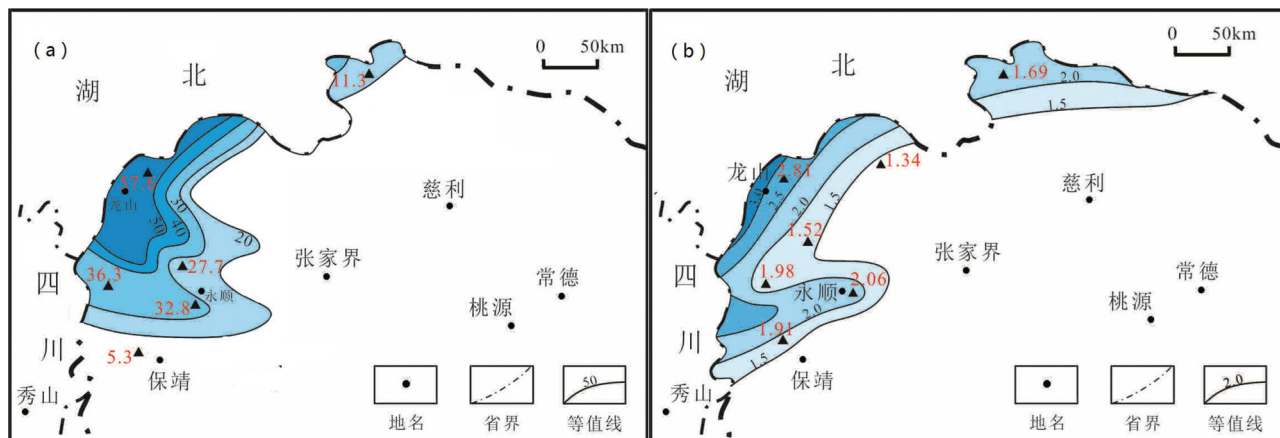 (a)
0 50km
湖
北
11.3
57.6
龙山
30
40
50
20
慈利
张家界
27.7
36.3
永顺
四
32.8
常德
桃源
川
5.3
保靖
秀山
50
地名
省界
等值线
(b)
0 50km
湖
北
1.69
2.0
1.5
1.34
龙山
2.81
3.0
2.5
2.0
1.5
慈利
1.52
张家界
1.98
2.06
四
永顺
常德
2.0
桃源
川
1.91
1.5
保靖
秀山
2.0
地名
省界
等值线